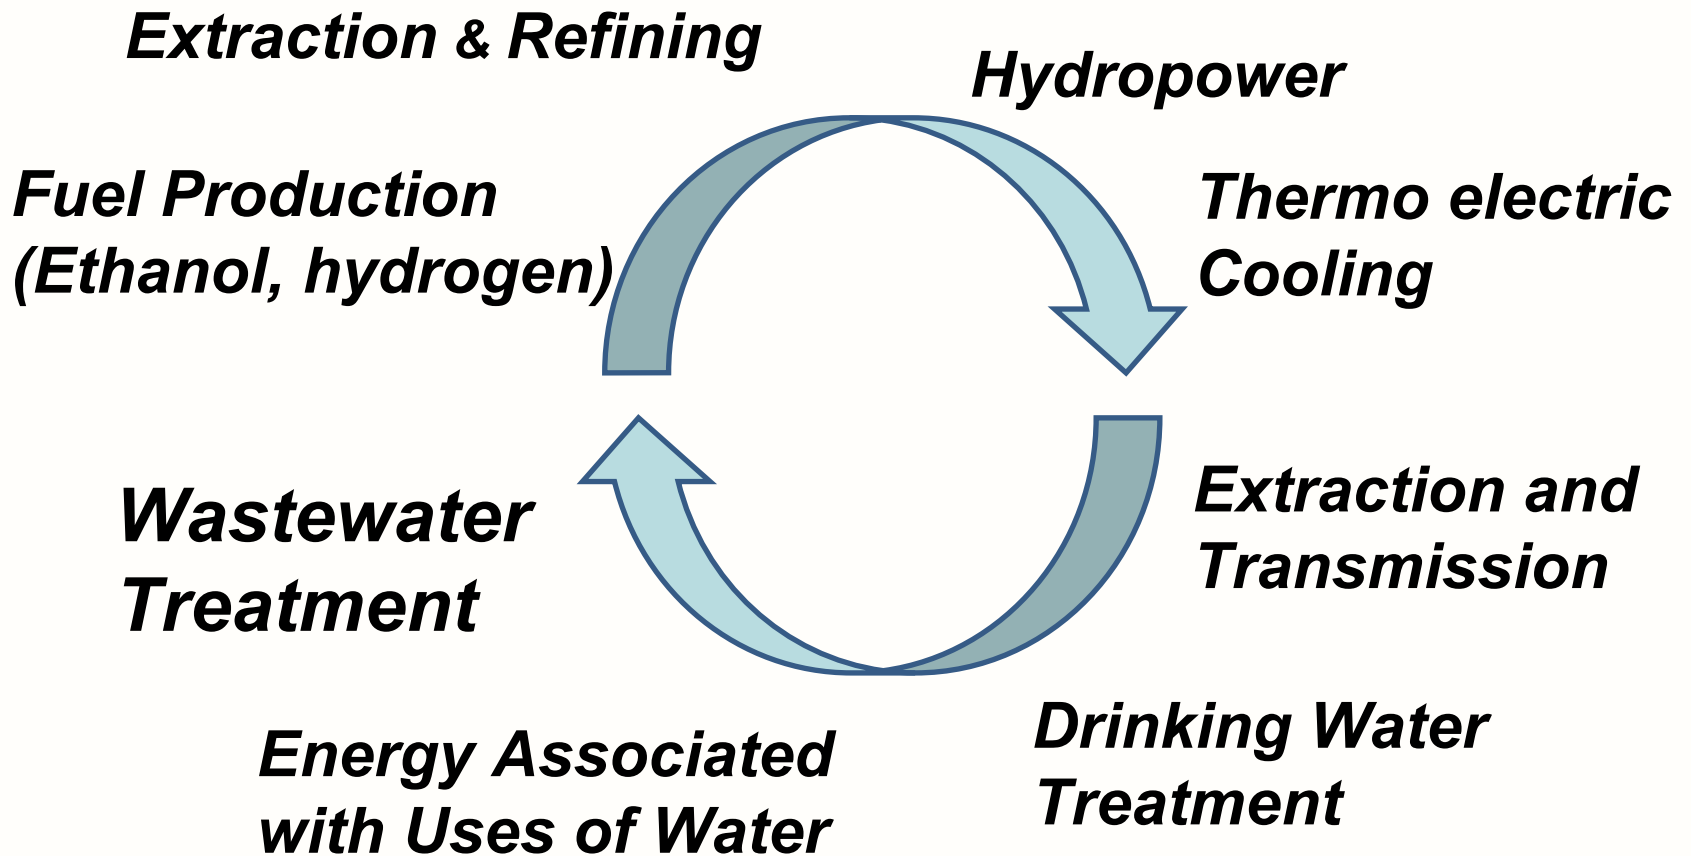 Extraction & Refining
Hydropower
Fuel Production
(Ethanol, hydrogen)
Thermo electric
Cooling
Wastewater
Treatment
Extraction and
Transmission
Energy Associated
with Uses of Water
Drinking Water
Treatment